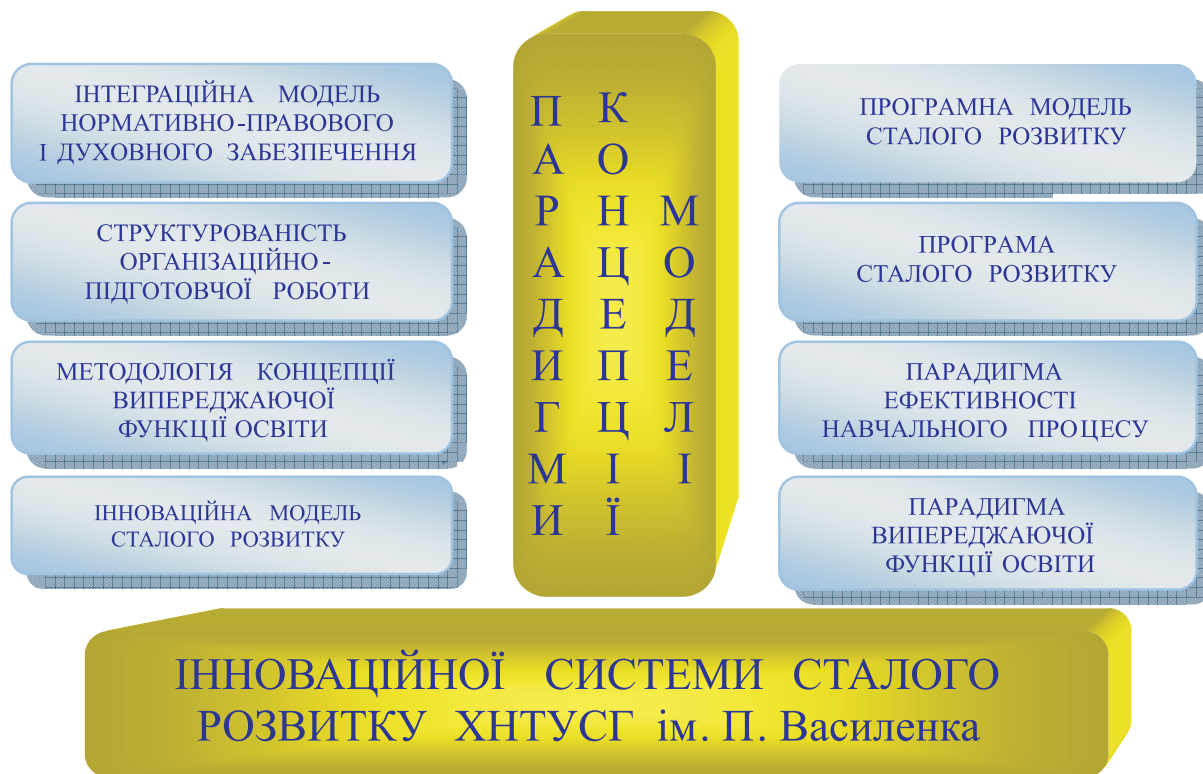 ІНТЕГРАЦІЙНА МОДЕЛЬ
НОРМАТИВНО-ПРАВОВОГО
І ДУХОВНОГО ЗАБЕЗПЕЧЕННЯ
СТРУКТУРОВАНІСТЬ
ОРГАНІЗАЦІЙНО-
ПІДГОТОВЧОЇ РОБОТИ
МЕТОДОЛОГІЯ КОНЦЕПЦІЇ
ВИПЕРЕДЖАЮЧОЇ
ФУНКЦІЇ ОСВІТИ
ІННОВАЦІЙНА МОДЕЛЬ
СТАЛОГО РОЗВИТКУ
ПАРАДИГМИ
КОНЦЕПЦІЇ
МОДЕЛІ
ПРОГРАМНА МОДЕЛЬ
СТАЛОГО РОЗВИТКУ
ПРОГРАМА
СТАЛОГО РОЗВИТКУ
ПАРАДИГМА
ЕФЕКТИВНОСТІ
НАВЧАЛЬНОГО ПРОЦЕСУ
ПАРАДИГМА
ВИПЕРЕДЖАЮЧОЇ
ФУНКЦІЇ ОСВІТИ
ІННОВАЦІЙНОЇ СИСТЕМИ СТАЛОГО
РОЗВИТКУ ХНТУСГ ім. П. Василенка